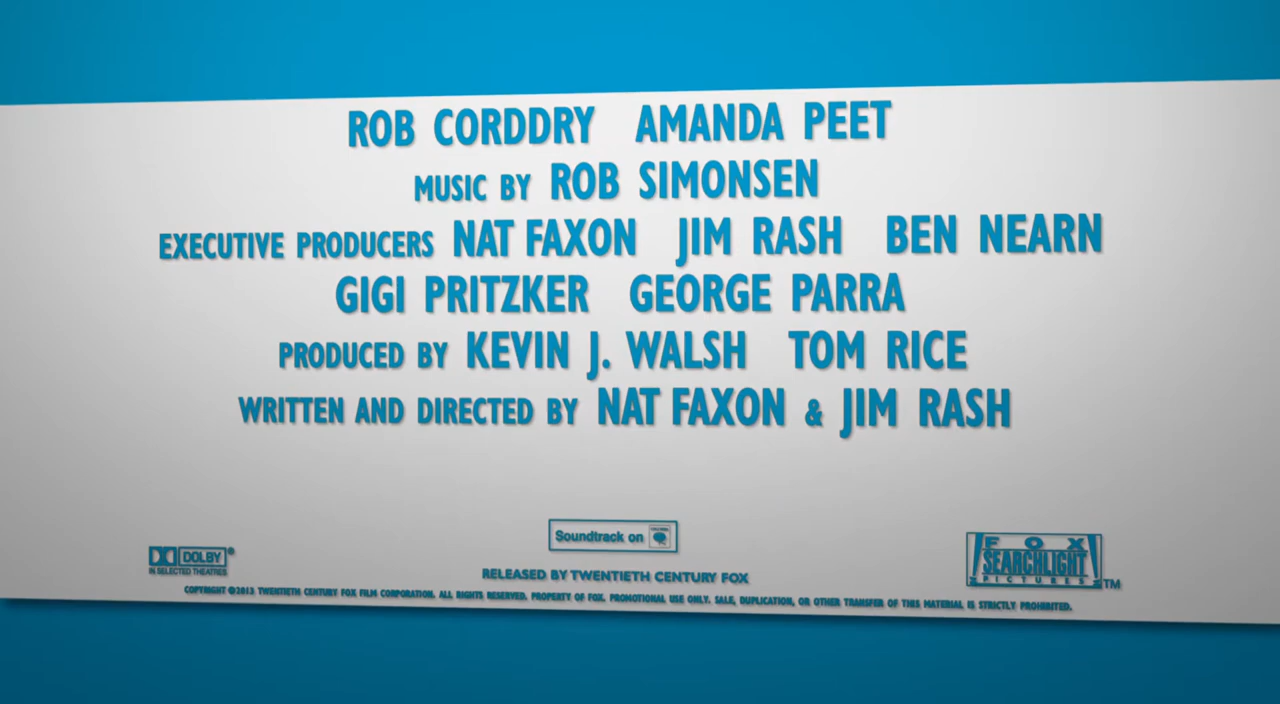 ROB CORDDRY AMANDA PEET
MUSIC BY ROB SIMONSEN
EXECUTIVE PRODUCERS NAT FAXON JIM RASH BEN NEARN
GIGI PRITZKER GEORGE PARRA
PRODUCED BY KEVIN J. WALSH TOM RICE
WRITTEN AND DIRECTED BY NAT FAXON & JIM RASH
Soundtrack on
DOLBY®
IN SELECTED THEATRES
FOX
SEARCHLIGHT
PICTURES™
RELEASED BY TWENTIETH CENTURY FOX
COPYRIGHT ©2013 TWENTIETH CENTURY FOX FILM CORPORATION. ALL RIGHTS RESERVED. PROPERTY OF FOX. PROMOTIONAL USE ONLY. SALE, DUPLICATION, OR OTHER TRANSFER OF THIS MATERIAL IS STRICTLY PROHIBITED.